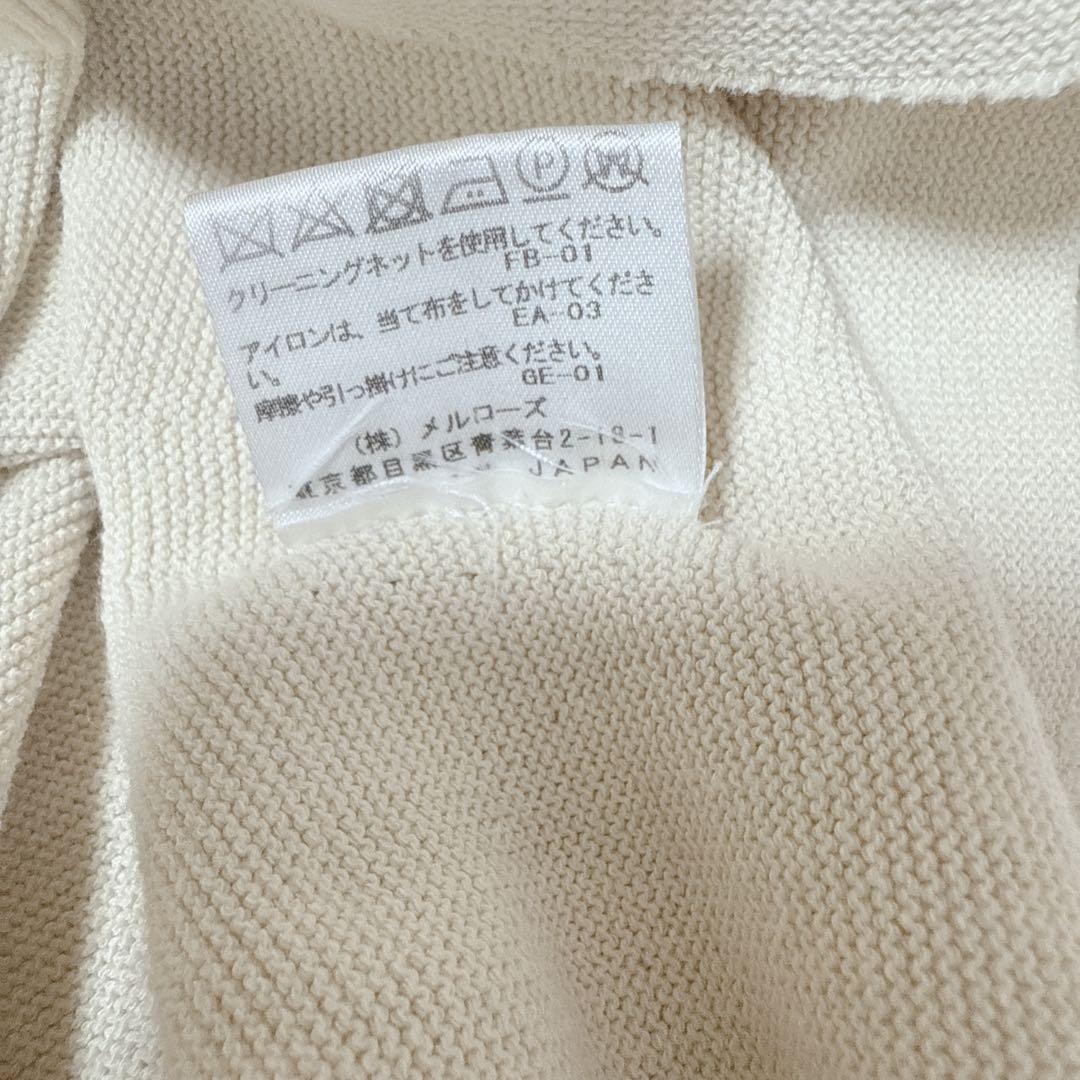 P W
クリーニングネットを使用してください。
FB-01
アイロンは、当て布をしてかけてくださ
い。
EA-03
摩擦や引っ掛けにご注意ください。
GE-01
(株) メルローズ
東京都目黒区青葉台2-19-1
JAPAN